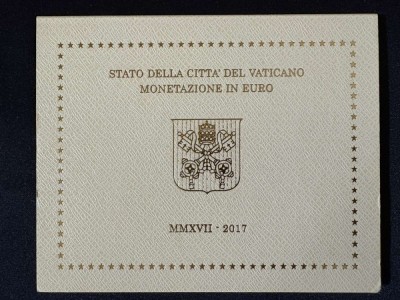 STATO DELLA CITTA' DEL VATICANO
MONETAZIONE IN EURO
MMXVII - 2017